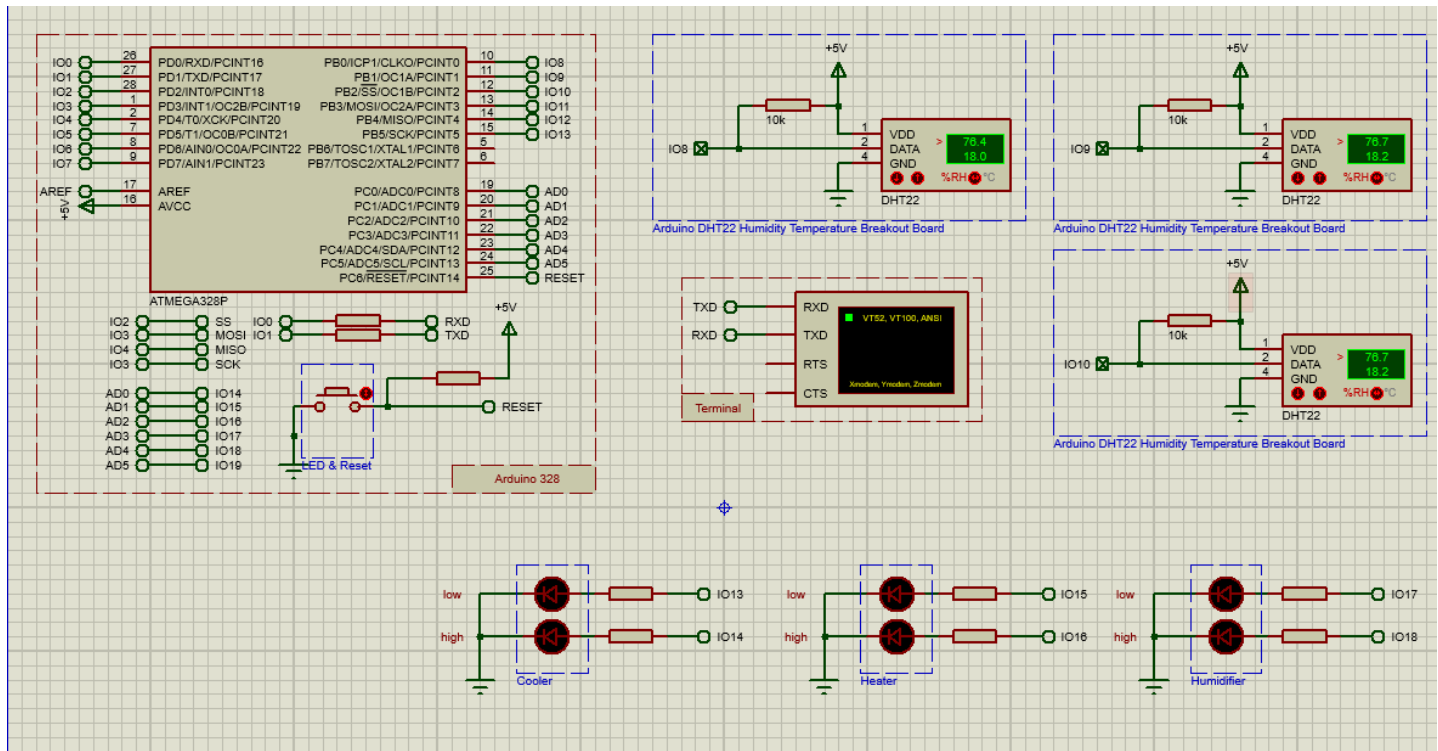 IO0 26 PD0/RXD/PCINT16 PB0/ICP1/CLKO/PCINT0 10 IO8
IO1 27 PD1/TXD/PCINT17 PB1/OC1A/PCINT1 11 IO9
IO2 28 PD2/INT0/PCINT18 PB2/SS/OC1B/PCINT2 12 IO10
IO3 1 PD3/INT1/OC2B/PCINT19 PB3/MOSI/OC2A/PCINT3 13 IO11
IO4 2 PD4/T0/XCK/PCINT20 PB4/MISO/PCINT4 14 IO12
IO5 7 PD5/T1/OC0B/PCINT21 PB5/SCK/PCINT5 15 IO13
IO6 8 PD6/AIN0/OC0A/PCINT22 PB6/TOSC1/XTAL1/PCINT6 5
IO7 9 PD7/AIN1/PCINT23 PB7/TOSC2/XTAL2/PCINT7 6
AREF 17 AREF PC0/ADC0/PCINT8 19 AD0
+5V 16 AVCC PC1/ADC1/PCINT9 20 AD1
PC2/ADC2/PCINT10 21 AD2
PC3/ADC3/PCINT11 22 AD3
PC4/ADC4/SDA/PCINT12 23 AD4
PC5/ADC5/SCL/PCINT13 24 AD5
PC6/RESET/PCINT14 25 RESET
ATMEGA328P
IO2 SS IO0 RXD
IO3 MOSI IO1 TXD
IO4 MISO
IO3 SCK
+5V
AD0 IO14
AD1 IO15
AD2 IO16
AD3 IO17
AD4 IO18
AD5 IO19
RESET
LED & Reset
Arduino 328
+5V
10k
IO8
1 VDD
2 DATA
4 GND
> 76.4
18.0
%RH °C
DHT22
Arduino DHT22 Humidity Temperature Breakout Board
+5V
10k
IO9
1 VDD
2 DATA
4 GND
> 76.7
18.2
%RH °C
DHT22
Arduino DHT22 Humidity Temperature Breakout Board
TXD RXD
RXD TXD
RTS
CTS
VT52, VT100, ANSI
Xmodem, Ymodem, Zmodem
Terminal
+5V
10k
IO10
1 VDD
2 DATA
4 GND
> 76.7
18.2
%RH °C
DHT22
Arduino DHT22 Humidity Temperature Breakout Board
low IO13
high IO14
Cooler
low IO15
high IO16
Heater
low IO17
high IO18
Humidifier